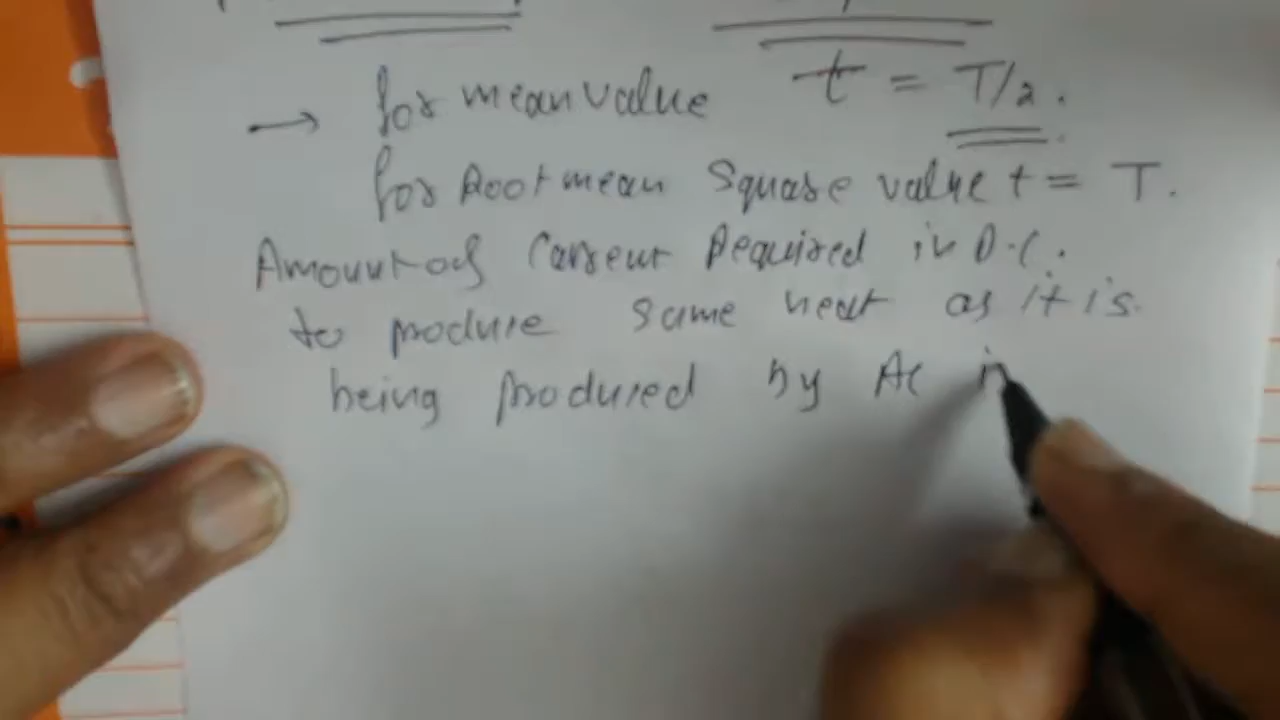 → for mean value t = T/2.
for Root mean Square value t = T.
Amount of Current Required in D.C.
to produce same heat as it is.
being produced by AC